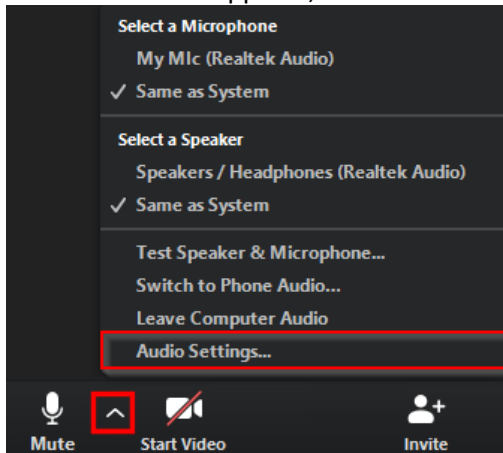 Select a Microphone
My MIc (Realtek Audio)
✓ Same as System
Select a Speaker
Speakers / Headphones (Realtek Audio)
✓ Same as System
Test Speaker & Microphone...
Switch to Phone Audio...
Leave Computer Audio
Audio Settings...
Mute
Start Video
Invite